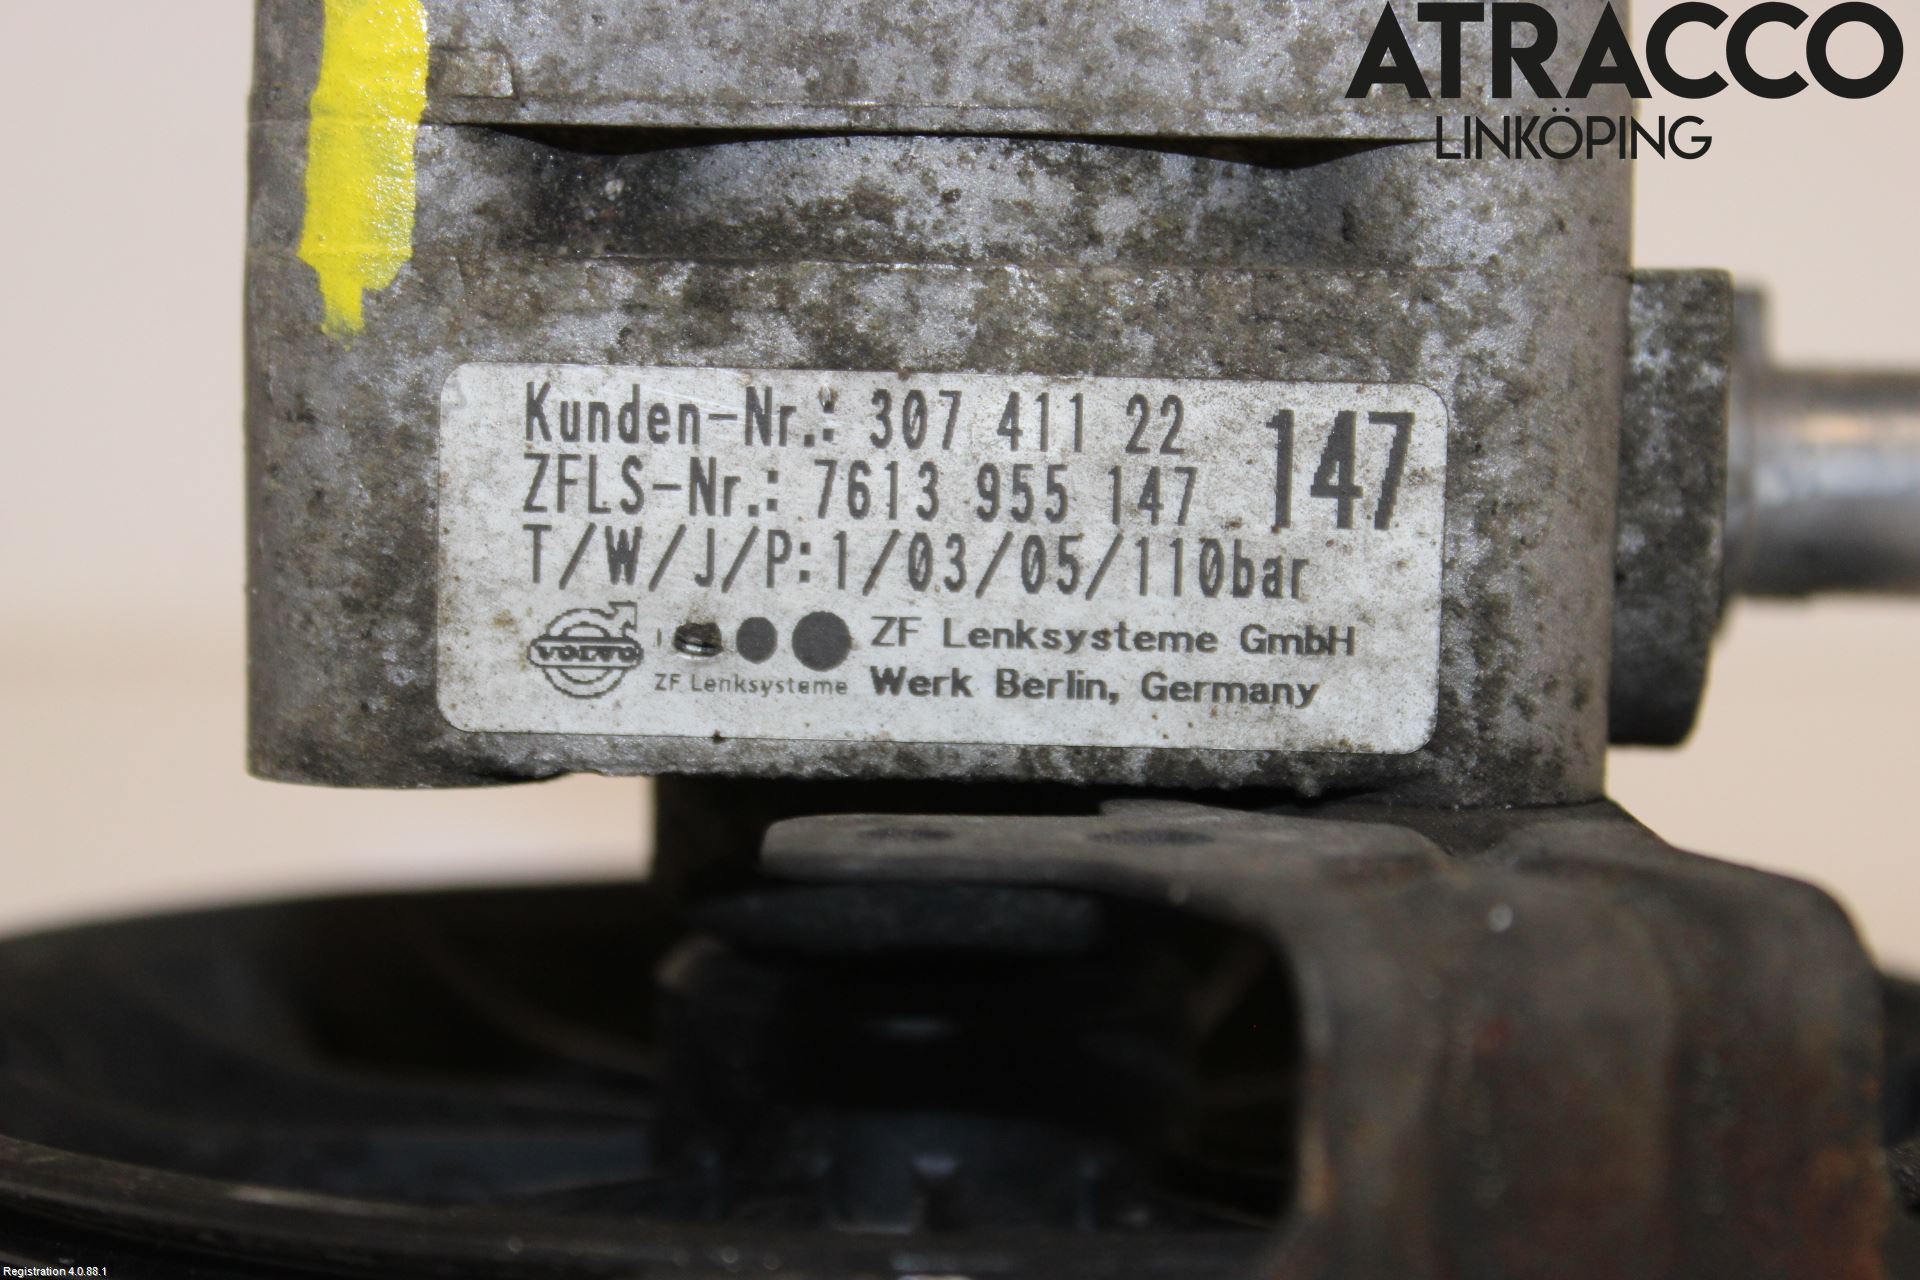 ATRACCO
LINKÖPING
Kunden-Nr.: 307 411 22
147
ZFLS-Nr.: 7613 955 147
T/W/J/P:1/03/05/110bar
VOLVO
ZF Lenksysteme
ZF Lenksysteme GmbH
Werk Berlin, Germany
Registration 4.0.88.1